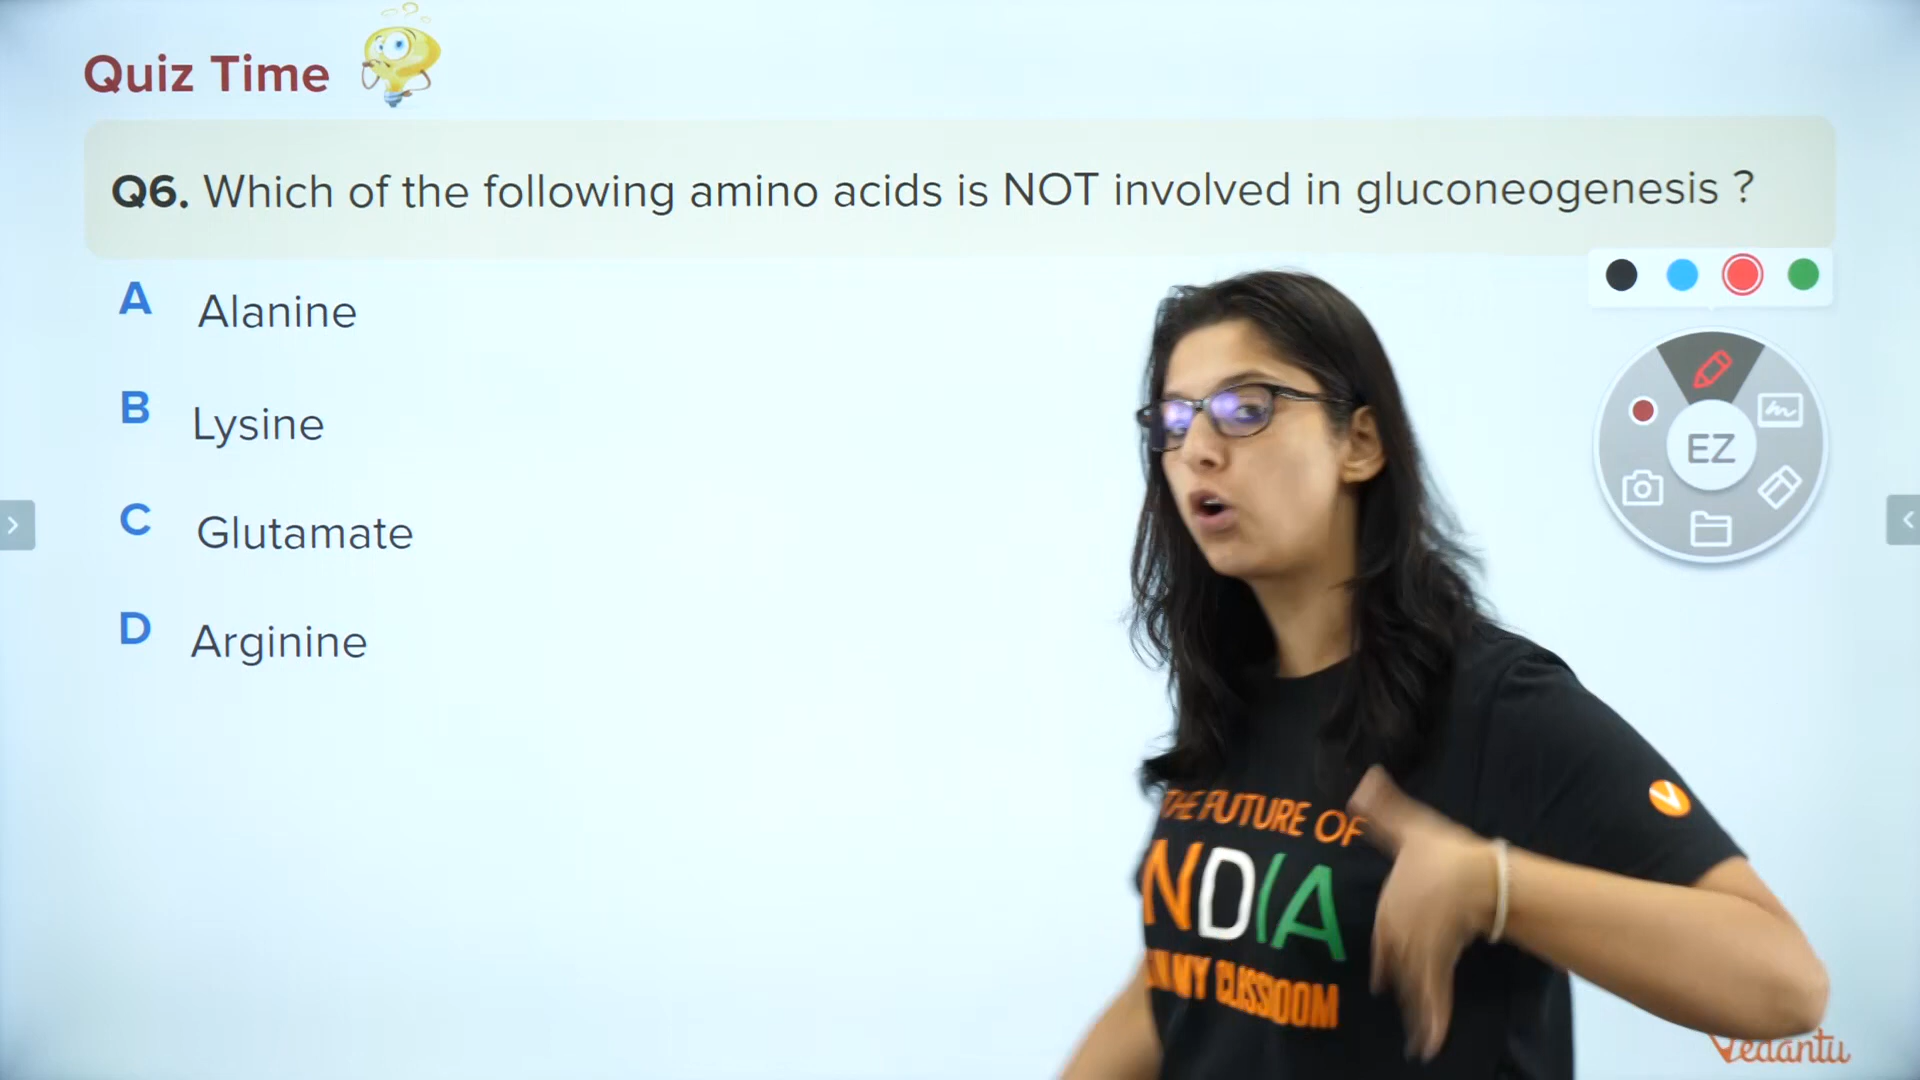 Quiz Time
Q6. Which of the following amino acids is NOT involved in gluconeogenesis ?
A Alanine
B Lysine
EZ
C Glutamate
D Arginine
THE FUTURE OF
INDIA
IN MY CLASSROOM
Vedantu